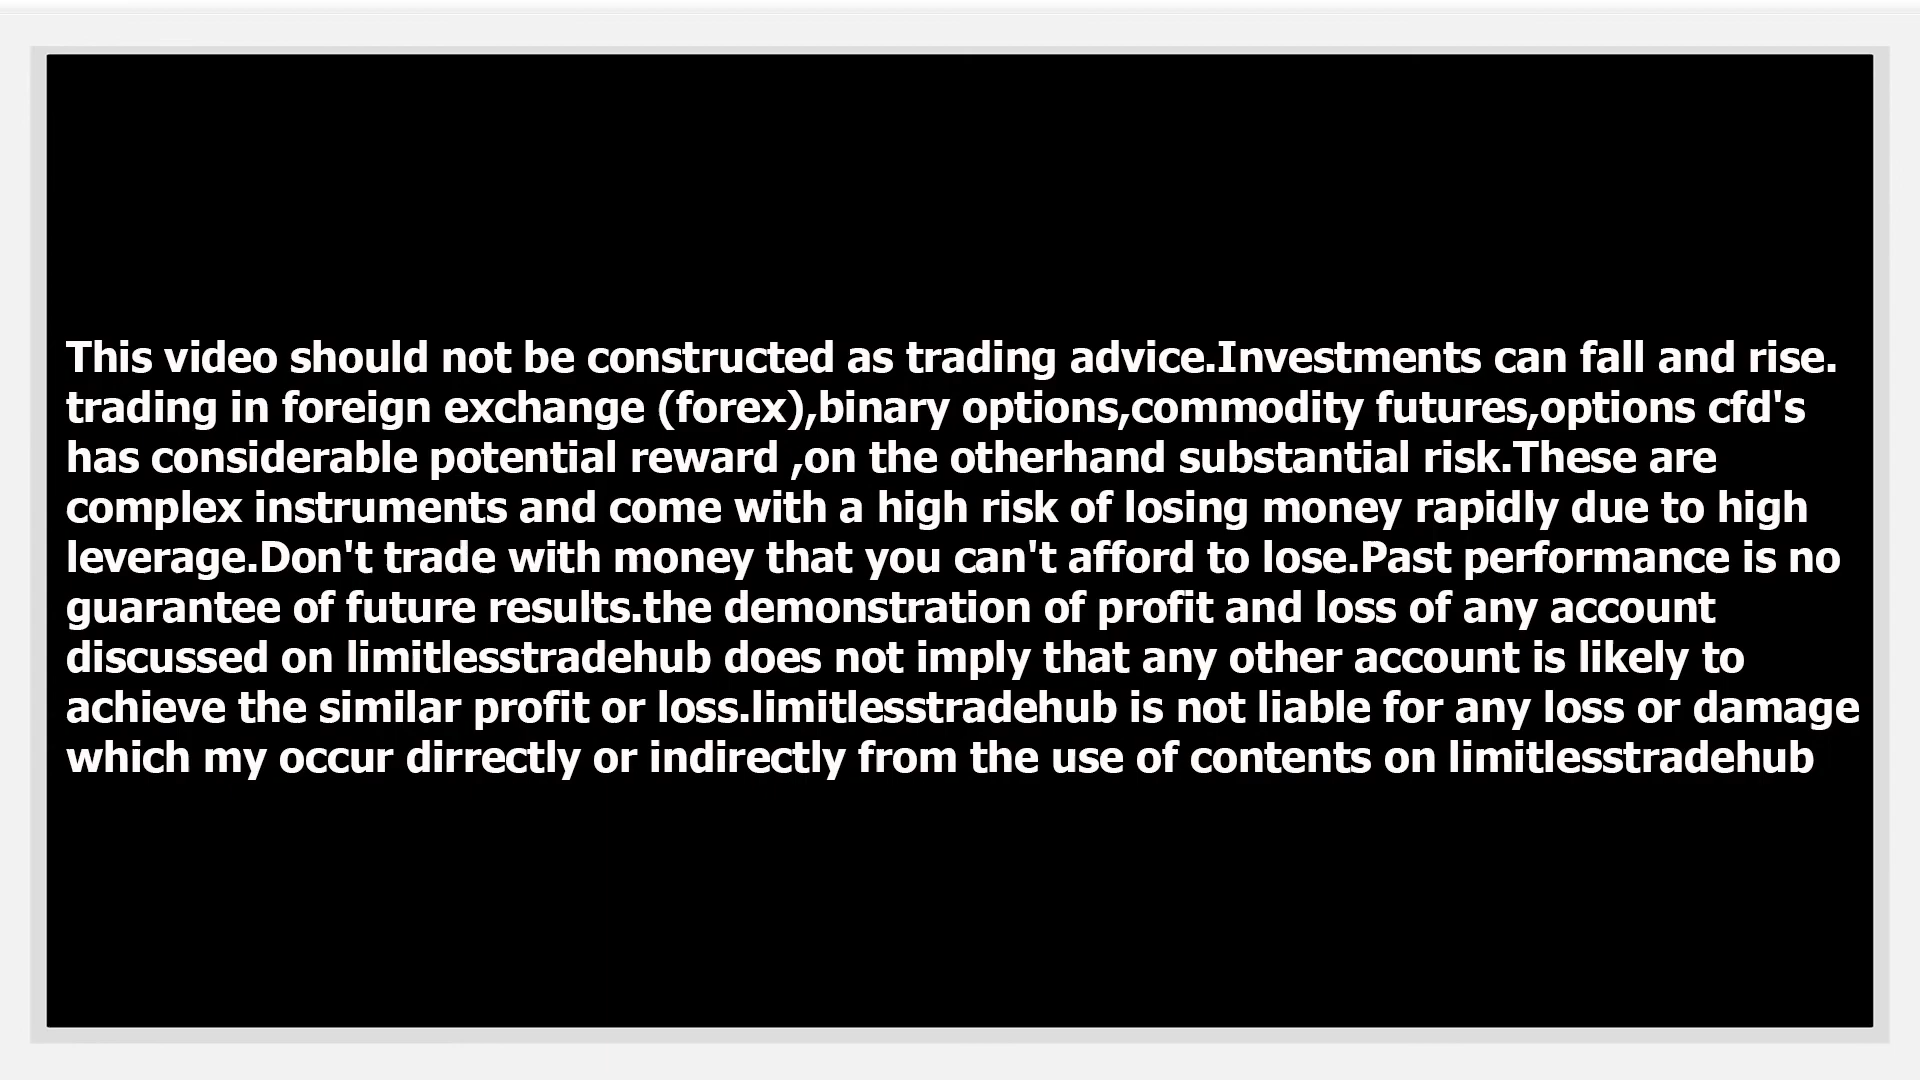 This video should not be constructed as trading advice.Investments can fall and rise.
trading in foreign exchange (forex),binary options,commodity futures,options cfd's
has considerable potential reward ,on the otherhand substantial risk.These are
complex instruments and come with a high risk of losing money rapidly due to high
leverage.Don't trade with money that you can't afford to lose.Past performance is no
guarantee of future results.the demonstration of profit and loss of any account
discussed on limitlesstradehub does not imply that any other account is likely to
achieve the similar profit or loss.limitlesstradehub is not liable for any loss or damage
which my occur dirrectly or indirectly from the use of contents on limitlesstradehub